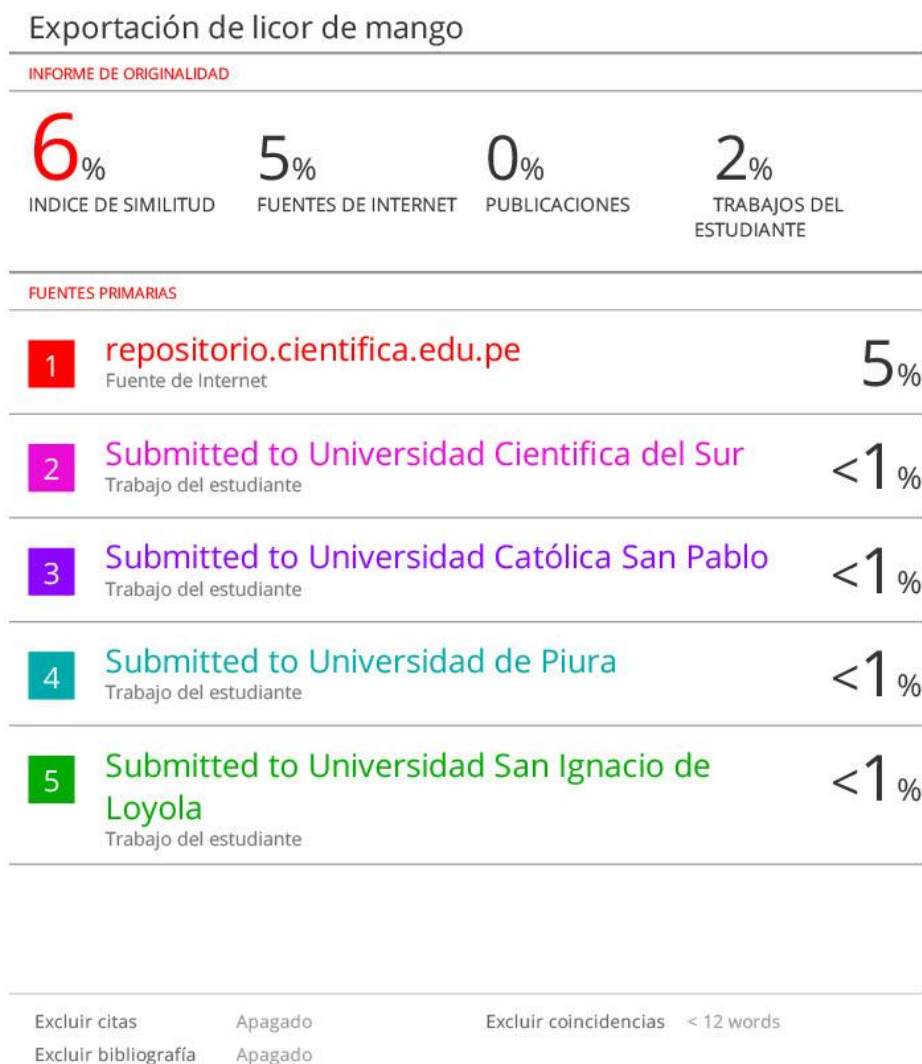 Exportación de licor de mango
INFORME DE ORIGINALIDAD
6%
INDICE DE SIMILITUD
5%
FUENTES DE INTERNET
0%
PUBLICACIONES
2%
TRABAJOS DEL
ESTUDIANTE
FUENTES PRIMARIAS
1 repositorio.cientifica.edu.pe 5%
Fuente de Internet
2 Submitted to Universidad Cientifica del Sur <1%
Trabajo del estudiante
3 Submitted to Universidad Católica San Pablo <1%
Trabajo del estudiante
4 Submitted to Universidad de Piura <1%
Trabajo del estudiante
5 Submitted to Universidad San Ignacio de <1%
Loyola
Trabajo del estudiante
Excluir citas Apagado Excluir coincidencias < 12 words
Excluir bibliografía Apagado